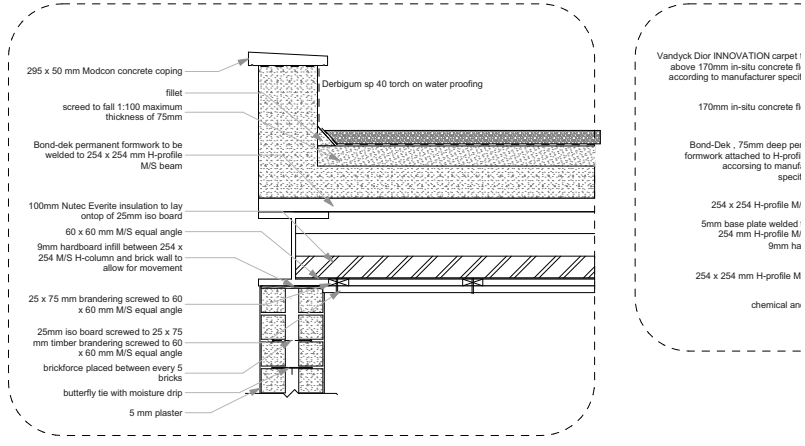 295 x 50 mm Modcon concrete coping
Derbigum sp 40 torch on water proofing
fillet
screed to fall 1:100 maximum
thickness of 75mm
Bond-dek permanent formwork to be
welded to 254 x 254 mm H-profile
M/S beam
100mm Nutec Everite insulation to lay
ontop of 25mm iso board
60 x 60 mm M/S equal angle
9mm hardboard infill between 254 x
254 M/S H-column and brick wall to
allow for movement
25 x 75 mm brandering screwed to 60
x 60 mm M/S equal angle
25mm iso board screwed to 25 x 75
mm timber brandering screwed to 60
x 60 mm M/S equal angle
brickforce placed between every 5
bricks
butterfly tie with moisture drip
5 mm plaster
Vandyck Dior INNOVATION carpet
above 170mm in-situ concrete
according to manufacturer
170mm in-situ concrete
Bond-Dek , 75mm deep
formwork attached to
accorsing to
254 x 254 H-profile
5mm base plate welded
254 mm H-profile
9mm
254 x 254 mm H-profile
chemical